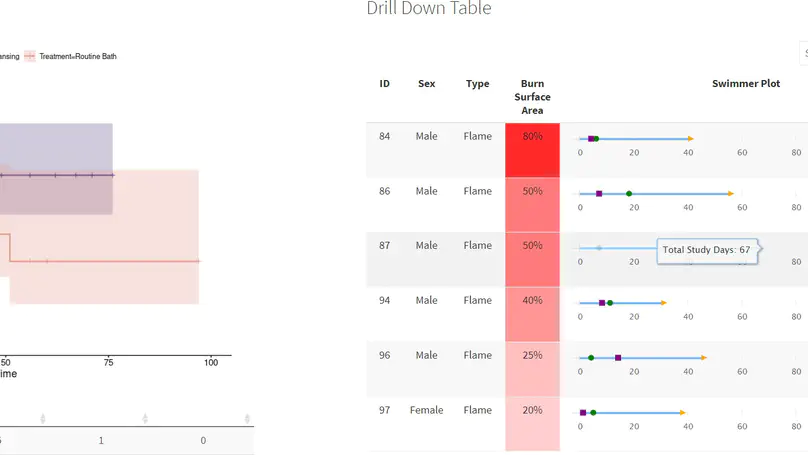 Drill Down Table
ansing Treatment=Routine Bath
ID Sex Type Burn Surface Area Swimmer Plot
84 Male Flame 80%
0 20 40 60 80
86 Male Flame 50%
0 20 40 60 80
87 Male Flame 50%
Total Study Days: 67
0 20 40 60 80
94 Male Flame 40%
0 20 40 60 80
96 Male Flame 25%
0 20 40 60 80
97 Female Flame 20%
0 20 40 60 80
50 75 100
ime
1 0